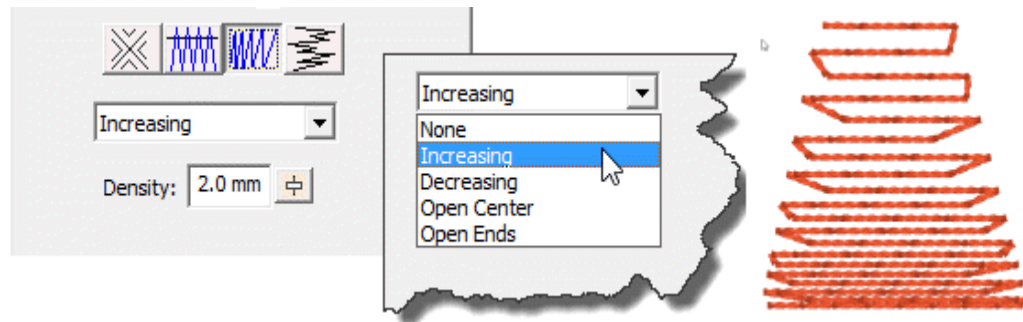 Increasing
Density: 2.0 mm
Increasing
None
Increasing
Decreasing
Open Center
Open Ends